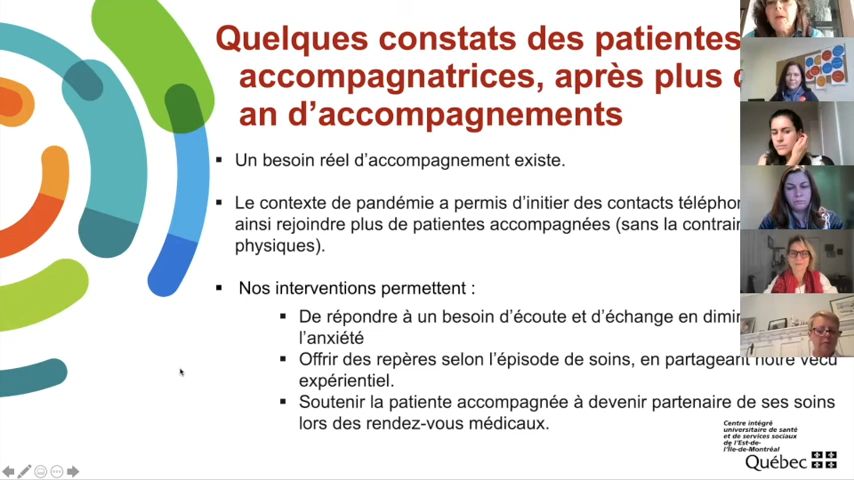 Quelques constats des patientes
accompagnatrices, après plus
an d’accompagnements
▪ Un besoin réel d’accompagnement existe.
▪ Le contexte de pandémie a permis d’initier des contacts
ainsi rejoindre plus de patientes accompagnées (sans la
physiques).
▪ Nos interventions permettent :
▪ De répondre à un besoin d’écoute et d’échange en
l’anxiété
▪ Offrir des repères selon l’épisode de soins, en partageant notre vécu
expérientiel.
▪ Soutenir la patiente accompagnée à devenir partenaire de ses soins
lors des rendez-vous médicaux.
Centre intégré
universitaire de santé
et de services sociaux
de l’Est-de-
l’Île-de-Montréal
Québec